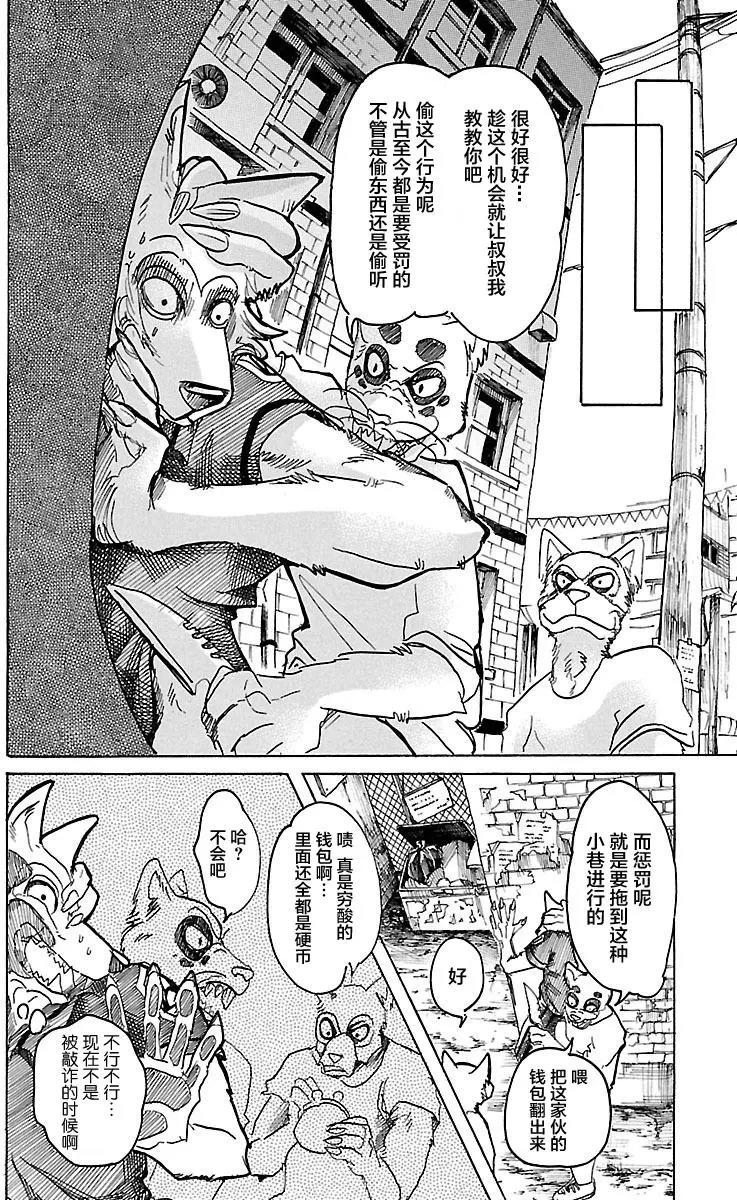 很好很好…
趁这个机会就让叔叔我
教教你吧
偷这个行为呢
从古至今都是要受罚的
不管是偷东西还是偷听
而惩罚呢
就是要拖到这种
小巷进行的
喂
把这家伙的
钱包翻出来
好
啧 真是穷酸的
钱包啊…
里面还全都是硬币
哈？
不会吧
不行不行…
现在不是
被敲诈的时候啊